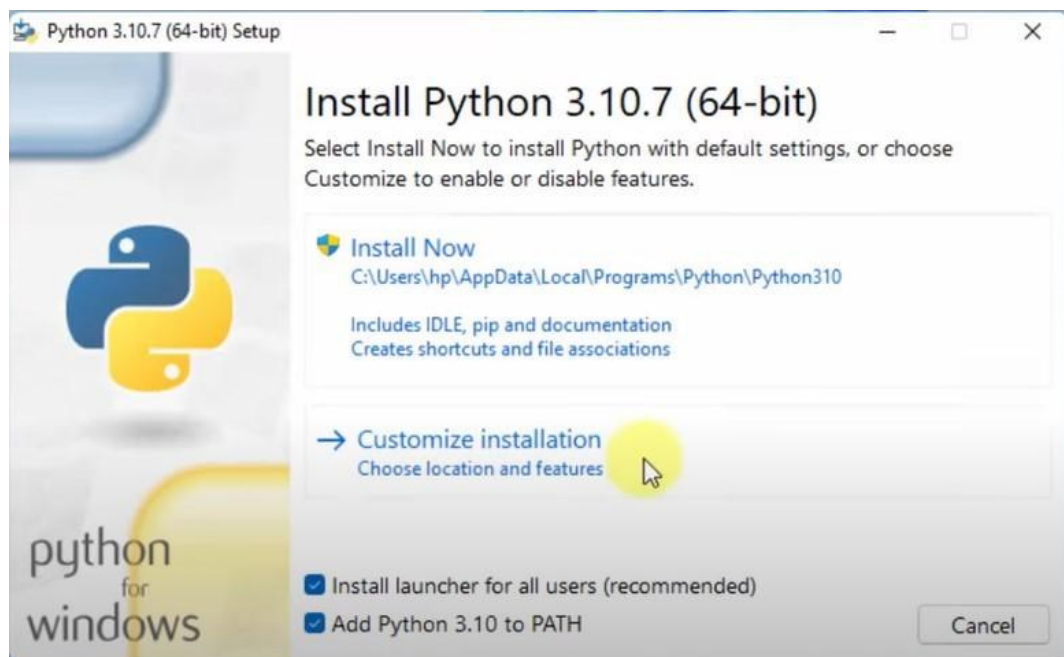 Python 3.10.7 (64-bit) Setup
Install Python 3.10.7 (64-bit)
Select Install Now to install Python with default settings, or choose
Customize to enable or disable features.
Install Now
C:\Users\hp\AppData\Local\Programs\Python\Python310
Includes IDLE, pip and documentation
Creates shortcuts and file associations
Customize installation
Choose location and features
python
for
windows
Install launcher for all users (recommended)
Add Python 3.10 to PATH
Cancel